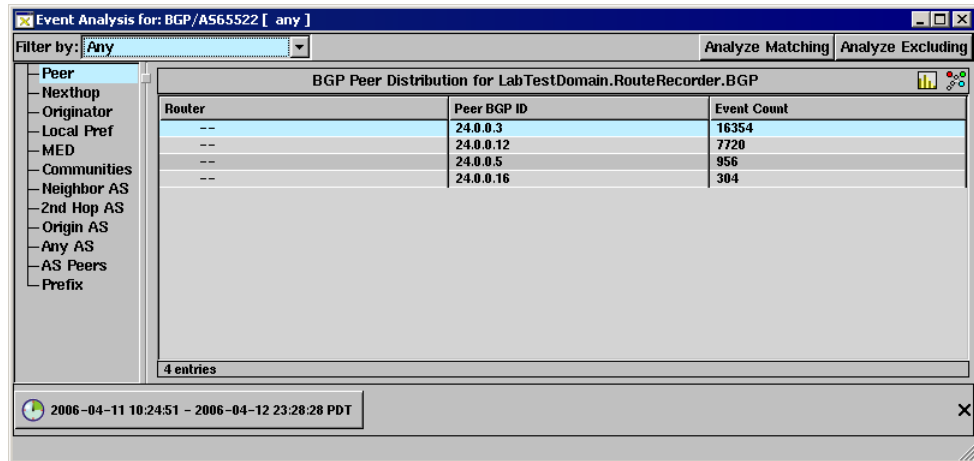 Event Analysis for: BGP/AS65522 [ any ]
Filter by: Any
Analyze Matching Analyze Excluding
Peer
Nexthop
Originator
Local Pref
MED
Communities
Neighbor AS
2nd Hop AS
Origin AS
Any AS
AS Peers
Prefix
BGP Peer Distribution for LabTestDomain.RouteRecorder.BGP
Router Peer BGP ID Event Count
-- 24.0.0.3 16354
-- 24.0.0.12 7720
-- 24.0.0.5 956
-- 24.0.0.16 304
4 entries
2006-04-11 10:24:51 - 2006-04-12 23:28:28 PDT